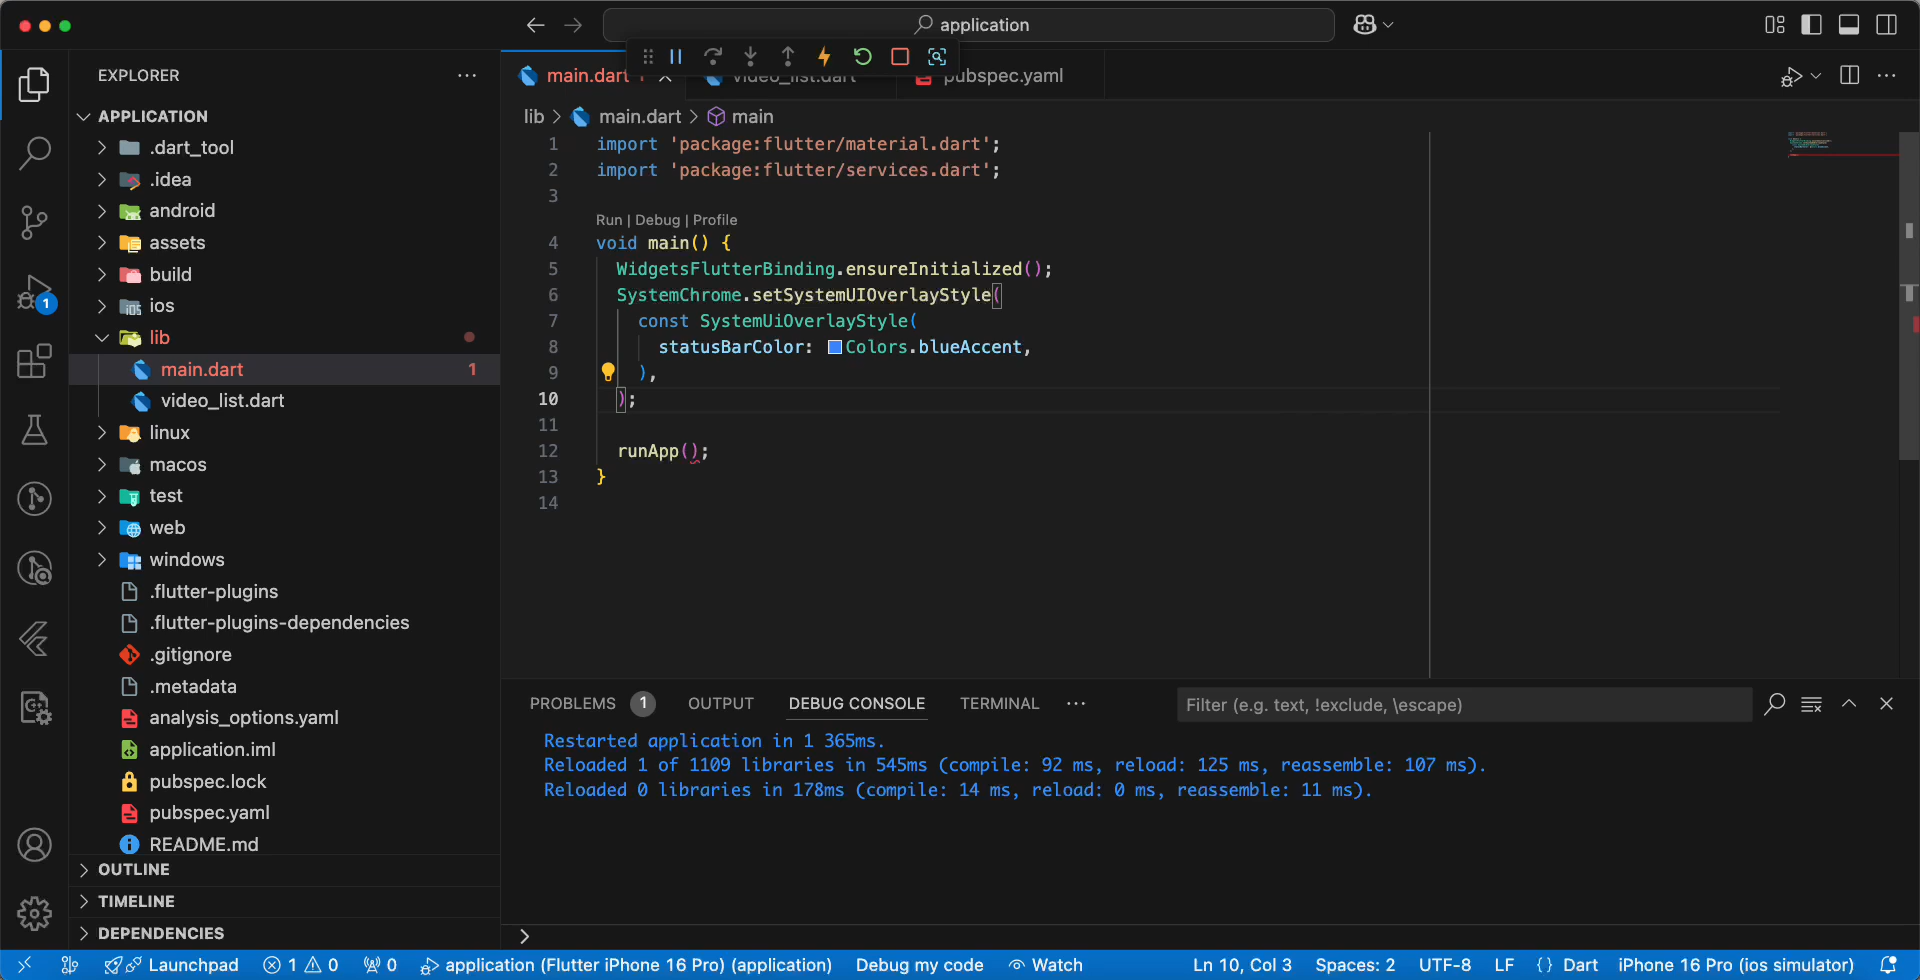 application
EXPLORER
APPLICATION
.dart_tool
.idea
android
assets
build
ios
lib
main.dart 1
video_list.dart
linux
macos
test
web
windows
.flutter-plugins
.flutter-plugins-dependencies
.gitignore
.metadata
analysis_options.yaml
application.iml
pubspec.lock
pubspec.yaml
README.md
OUTLINE
TIMELINE
DEPENDENCIES
1
main.dart 1
video_list.dart
pubspec.yaml
lib > main.dart > main
1 import 'package:flutter/material.dart';
2 import 'package:flutter/services.dart';
3
Run | Debug | Profile
4 void main() {
5 WidgetsFlutterBinding.ensureInitialized();
6 SystemChrome.setSystemUIOverlayStyle(
7 const SystemUiOverlayStyle(
8 statusBarColor: Colors.blueAccent,
9 ),
10 );
11
12 runApp();
13 }
14
PROBLEMS 1 OUTPUT DEBUG CONSOLE TERMINAL
Filter (e.g. text, !exclude, \escape)
Restarted application in 1 365ms.
Reloaded 1 of 1109 libraries in 545ms (compile: 92 ms, reload: 125 ms, reassemble: 107 ms).
Reloaded 0 libraries in 178ms (compile: 14 ms, reload: 0 ms, reassemble: 11 ms).
Launchpad 1 0 0 application (Flutter iPhone 16 Pro) (application) Debug my code Watch Ln 10, Col 3 Spaces: 2 UTF-8 LF {} Dart iPhone 16 Pro (ios simulator)